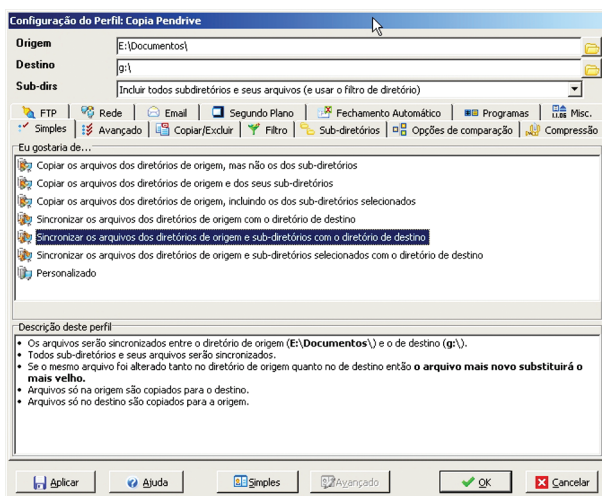 Configuração do Perfil: Copia Pendrive
Origem
E:\Documentos\
Destino
g:\
Sub-dirs
Incluir todos subdiretórios e seus arquivos (e usar o filtro de diretório)
FTP Rede Email Segundo Plano Fechamento Automático Programas Misc.
Simples Avançado Copiar/Excluir Filtro Sub-diretórios Opções de comparação Compressão
Eu gostaria de...
Copiar os arquivos dos diretórios de origem, mas não os dos sub-diretórios
Copiar os arquivos dos diretórios de origem e dos seus sub-diretórios
Copiar os arquivos dos diretórios de origem, incluindo os dos sub-diretórios selecionados
Sincronizar os arquivos dos diretórios de origem com o diretório de destino
Sincronizar os arquivos dos diretórios de origem e sub-diretórios com o diretório de destino
Sincronizar os arquivos dos diretórios de origem e sub-diretórios selecionados com o diretório de destino
Personalizado
Descrição deste perfil
• Os arquivos serão sincronizados entre o diretório de origem (E:\Documentos\) e o de destino (g:\).
• Todos sub-diretórios e seus arquivos serão sincronizados.
• Se o mesmo arquivo foi alterado tanto no diretório de origem quanto no de destino então o arquivo mais novo substituirá o
mais velho.
• Arquivos só na origem são copiados para o destino.
• Arquivos só no destino são copiados para a origem.
Aplicar Ajuda Simples Avançado OK Cancelar